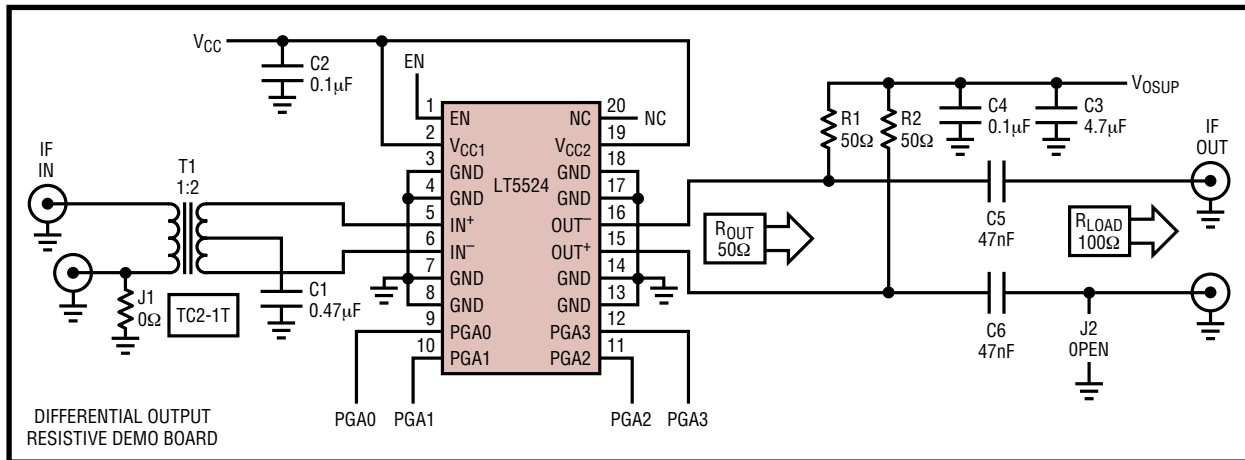 VCC
C2
0.1µF
EN
IF
IN
T1
1:2
J1
0Ω
TC2-1T
C1
0.47µF
1
EN
2
VCC1
3
GND
4
GND
5
IN+
6
IN–
7
GND
8
GND
9
PGA0
10
PGA1
LT5524
20
NC
NC
19
VCC2
18
GND
17
GND
16
OUT–
15
OUT+
14
GND
13
GND
12
PGA3
11
PGA2
PGA0
PGA1
PGA2
PGA3
R1
50Ω
R2
50Ω
C4
0.1µF
C3
4.7µF
VOSUP
IF
OUT
ROUT
50Ω
C5
47nF
RLOAD
100Ω
C6
47nF
J2
OPEN
DIFFERENTIAL OUTPUT
RESISTIVE DEMO BOARD